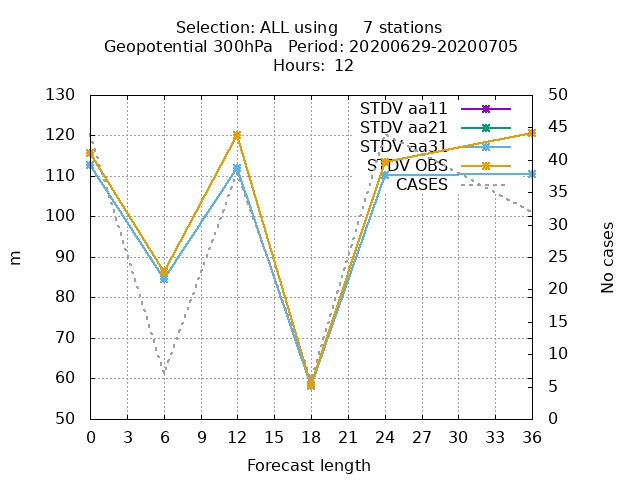 Selection: ALL using     7 stations
Geopotential 300hPa   Period: 20200629-20200705
Hours: 12
130
120
110
100
90
80
70
60
50
m
50
45
40
35
30
25
20
15
10
5
0
No cases
STDV aa11
STDV aa21
STDV aa31
STDV OBS
CASES
0 3 6 9 12 15 18 21 24 27 30 33 36
Forecast length